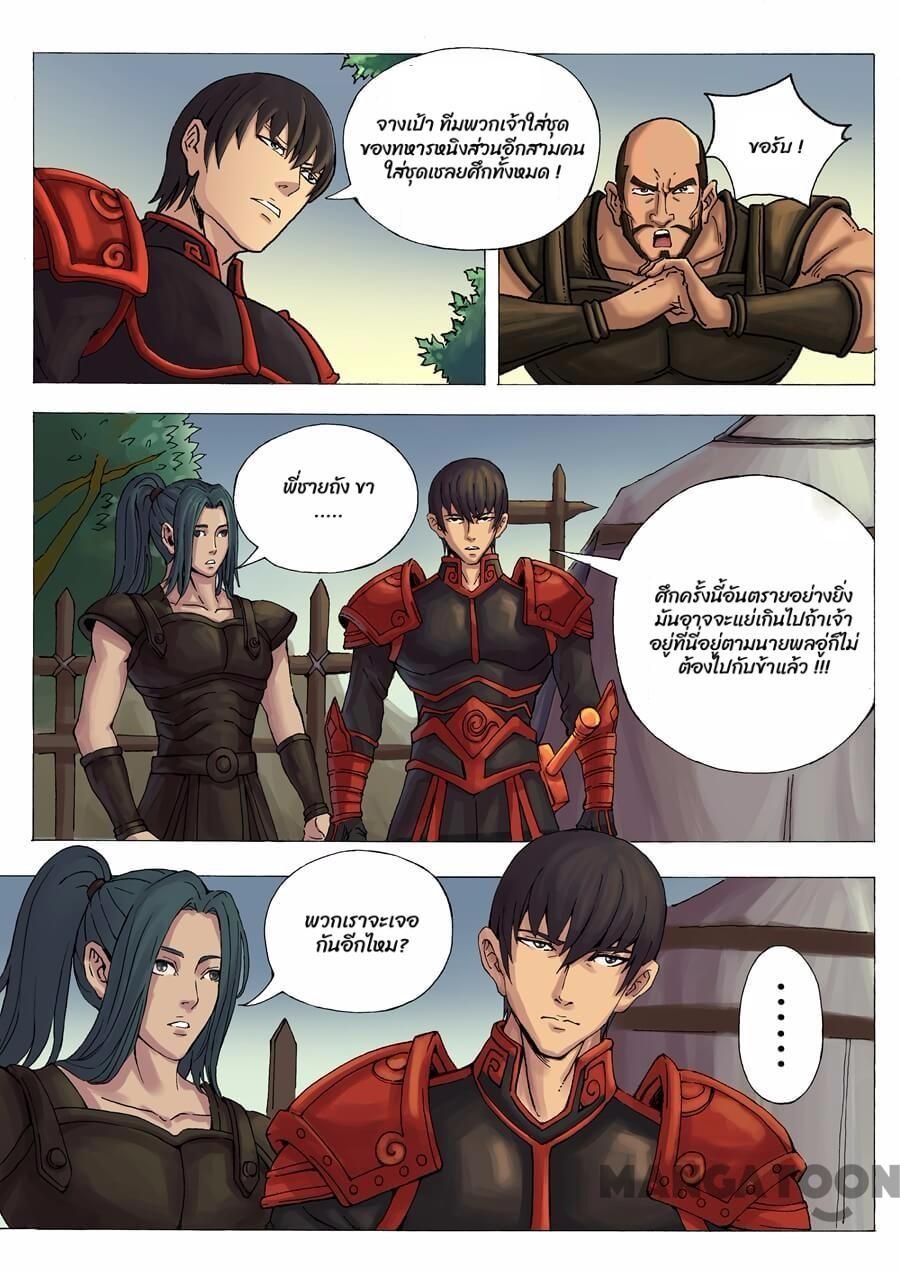 จางเป้า ทีมพวกเจ้าใส่ชุด
ของทหารหนิงส่วนอีกสามคน
ใส่ชุดเชลยศึกทั้งหมด !
ขอรับ !
พี่ชายถัง ขา
.....
ศึกครั้งนี้อันตรายอย่างยิ่ง
มันอาจจะแย่เกินไปถ้าเจ้า
อยู่ที่นี่อยู่ตามนายพลอู่ก็ไม่
ต้องไปกับข้าแล้ว !!!
พวกเราจะเจอ
กันอีกไหม?
......
MANGATOON